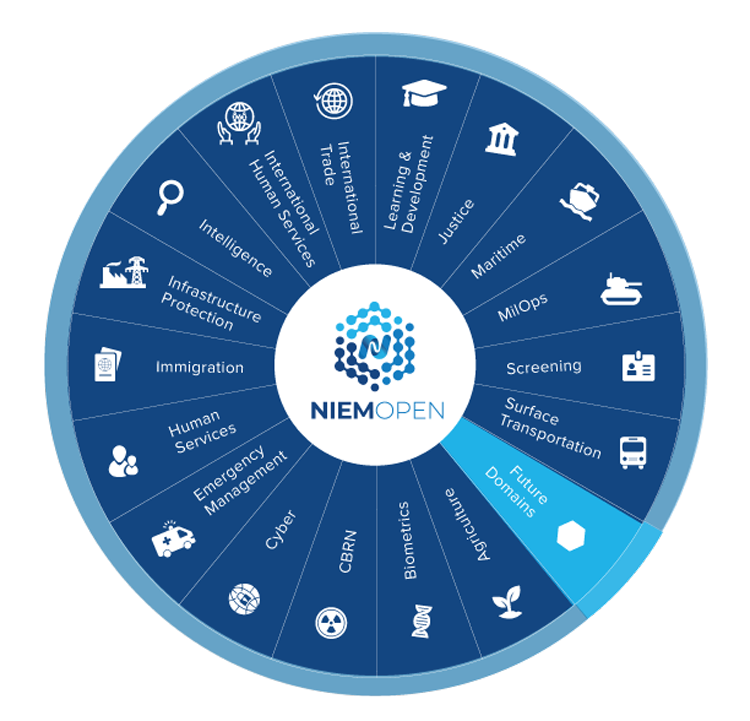 Learning &
Development
Justice
Maritime
MilOps
Screening
Surface
Transportation
Future
Domains
Agriculture
Biometrics
CBRN
Cyber
Emergency
Management
Human
Services
Immigration
Infrastructure
Protection
Intelligence
International
Human Services
International
Trade
NIEMOPEN